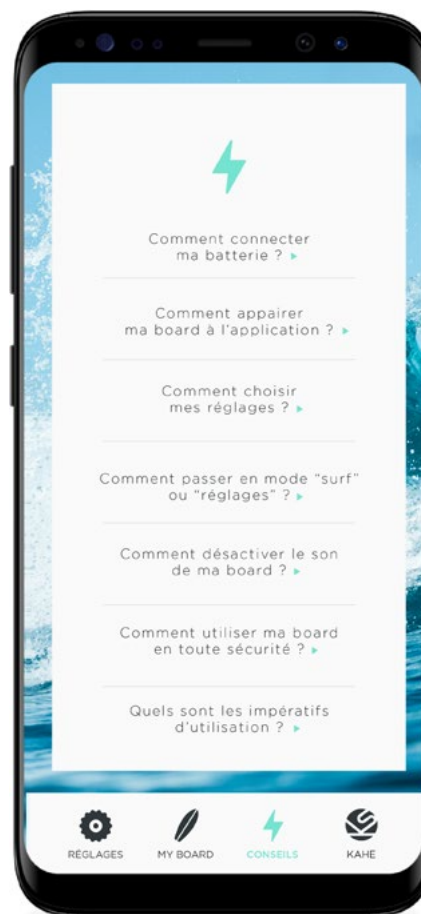 Comment connecter
ma batterie ?
Comment appairer
ma board à l'application ?
Comment choisir
mes réglages ?
Comment passer en mode "surf"
ou "réglages" ?
Comment désactiver le son
de ma board ?
Comment utiliser ma board
en toute sécurité ?
Quels sont les impératifs
d'utilisation ?
RÉGLAGES
MY BOARD
CONSEILS
KAHE